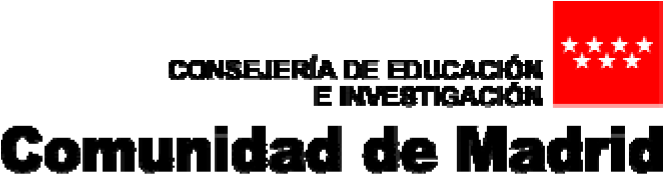 CONSEJERÍA DE EDUCACIÓN
E INVESTIGACIÓN
Comunidad de Madrid